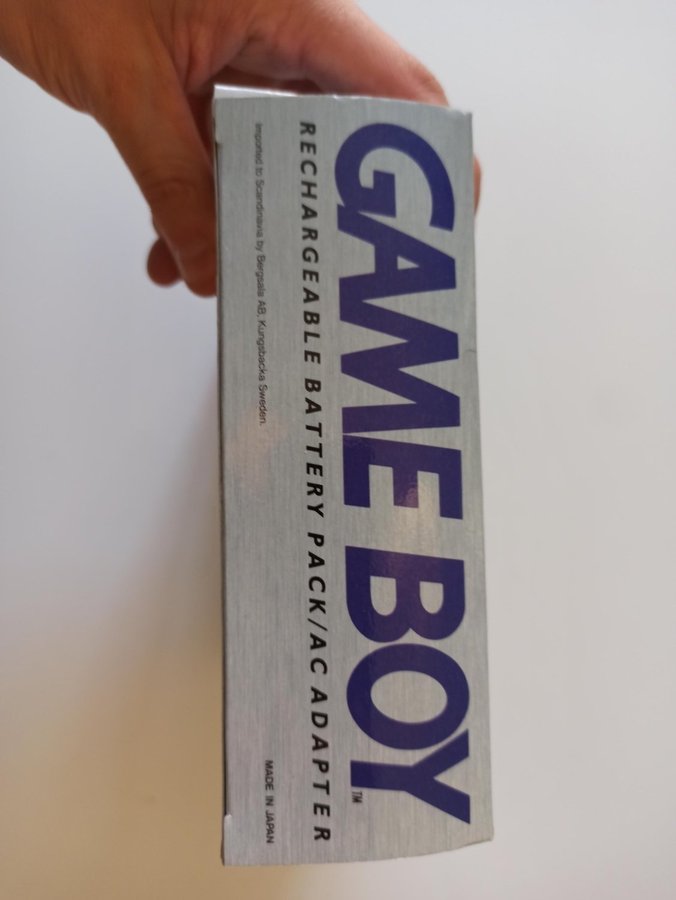 GAME BOY™
RECHARGEABLE BATTERY PACK/AC ADAPTER
Imported to Scandinavia by Bergsala AB, Kungsbacka Sweden.
MADE IN JAPAN